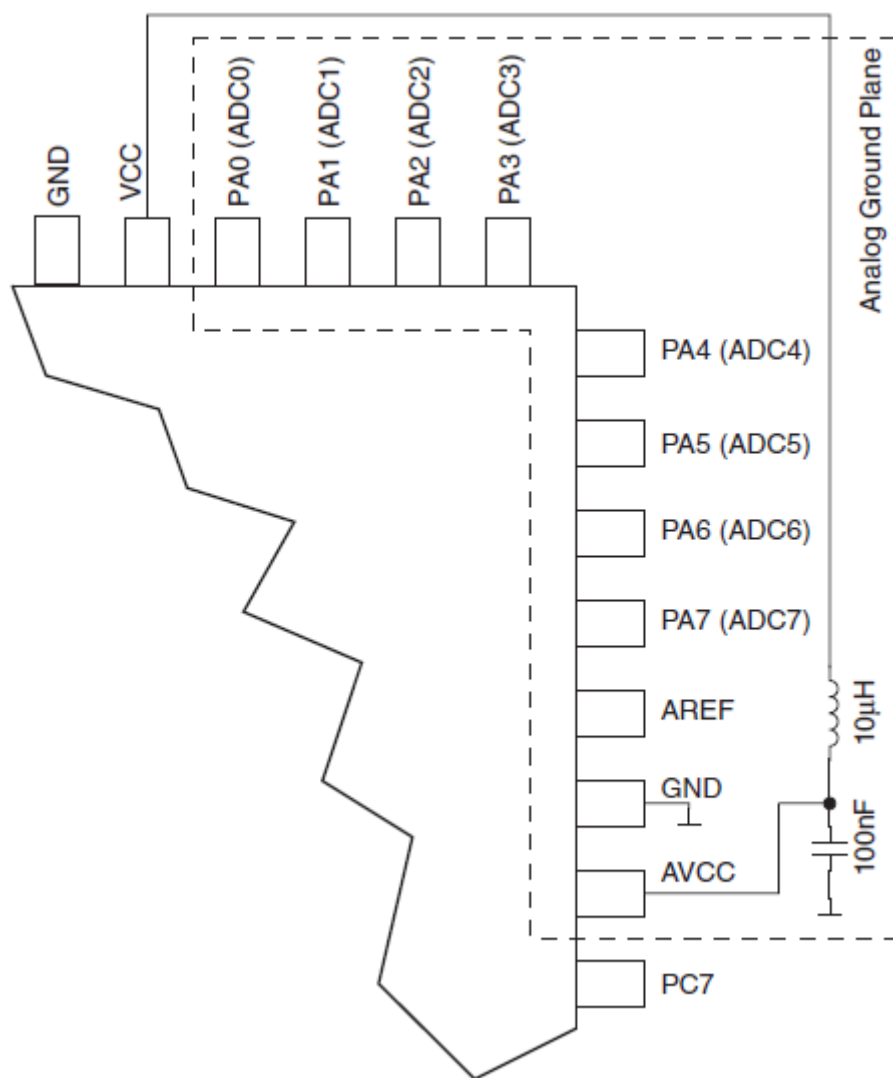 GND
VCC
PA0 (ADC0)
PA1 (ADC1)
PA2 (ADC2)
PA3 (ADC3)
Analog Ground Plane
PA4 (ADC4)
PA5 (ADC5)
PA6 (ADC6)
PA7 (ADC7)
AREF
10µH
GND
100nF
AVCC
PC7